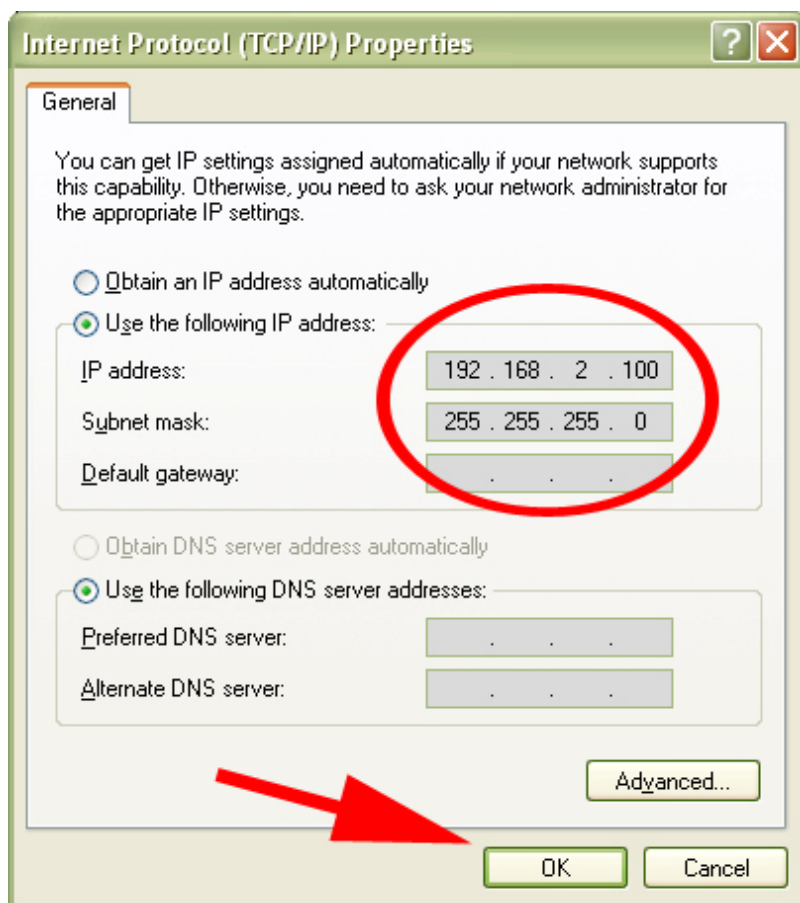 Internet Protocol (TCP/IP) Properties
General
You can get IP settings assigned automatically if your network supports
this capability. Otherwise, you need to ask your network administrator for
the appropriate IP settings.
Obtain an IP address automatically
Use the following IP address:
IP address: 192 . 168 . 2 . 100
Subnet mask: 255 . 255 . 255 . 0
Default gateway: . . .
Obtain DNS server address automatically
Use the following DNS server addresses:
Preferred DNS server: . . .
Alternate DNS server: . . .
Advanced...
OK Cancel